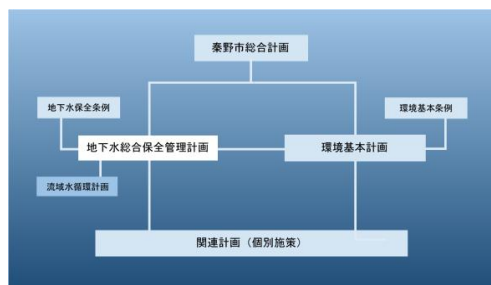 秦野市総合計画
地下水保全条例
環境基本条例
地下水総合保全管理計画
環境基本計画
流域水循環計画
関連計画（個別施策）